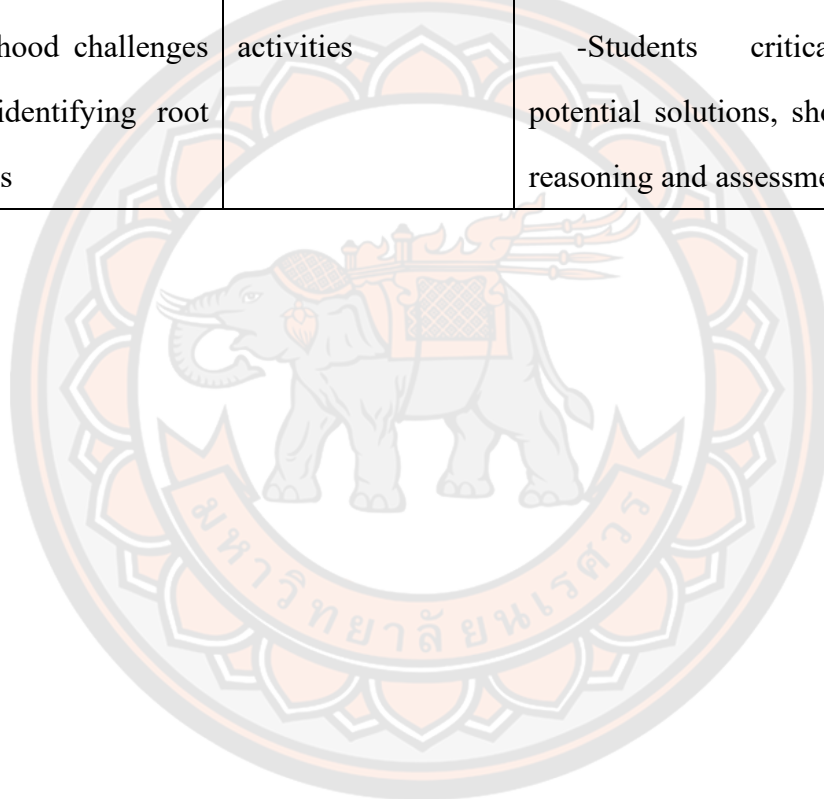 hood challenges activities -Students critica
identifying root potential solutions, sho
s reasoning and assessme
มหาวิทยาลัยนเรศวร